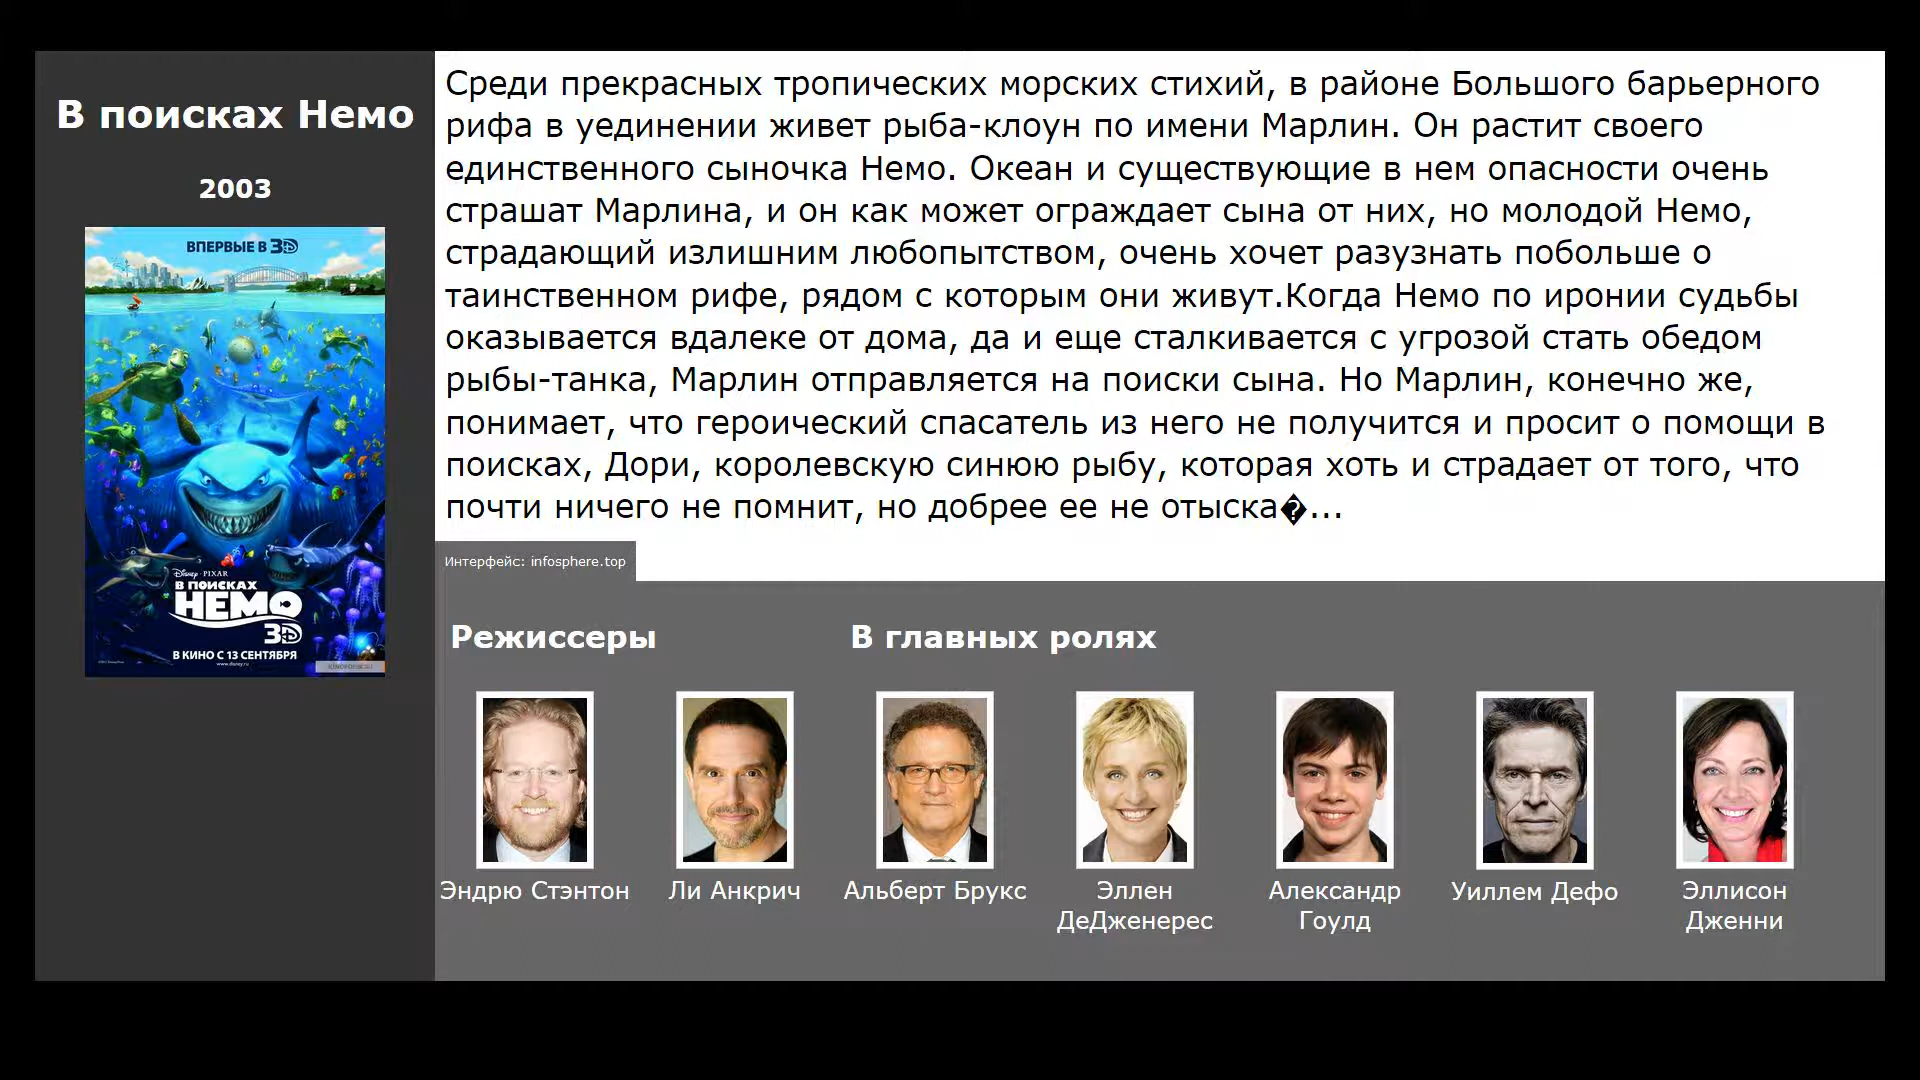 В поисках Немо
2003
ВПЕРВЫЕ В 3D
Disney · PIXAR
В ПОИСКАХ
НЕМО
3D
В КИНО С 13 СЕНТЯБРЯ
www.disney.ru
Среди прекрасных тропических морских стихий, в районе Большого барьерного
рифа в уединении живет рыба-клоун по имени Марлин. Он растит своего
единственного сыночка Немо. Океан и существующие в нем опасности очень
страшат Марлина, и он как может ограждает сына от них, но молодой Немо,
страдающий излишним любопытством, очень хочет разузнать побольше о
таинственном рифе, рядом с которым они живут.Когда Немо по иронии судьбы
оказывается вдалеке от дома, да и еще сталкивается с угрозой стать обедом
рыбы-танка, Марлин отправляется на поиски сына. Но Марлин, конечно же,
понимает, что героический спасатель из него не получится и просит о помощи в
поисках, Дори, королевскую синюю рыбу, которая хоть и страдает от того, что
почти ничего не помнит, но добрее ее не отыска�...
Интерфейс: infosphere.top
Режиссеры
В главных ролях
Эндрю Стэнтон
Ли Анкрич
Альберт Брукс
Эллен
ДеДженерес
Александр
Гоулд
Уиллем Дефо
Эллисон
Дженни